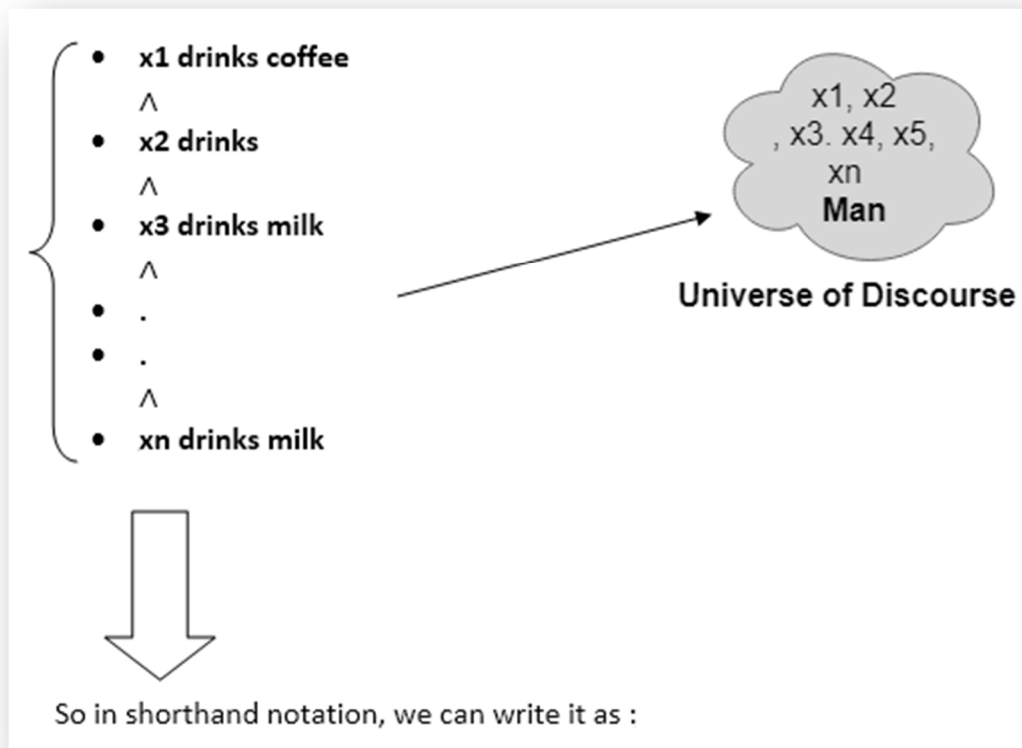 • x1 drinks coffee
∧
• x2 drinks
∧
• x3 drinks milk
∧
• .
• .
∧
• xn drinks milk
x1, x2
, x3. x4, x5,
xn
Man
Universe of Discourse
So in shorthand notation, we can write it as :